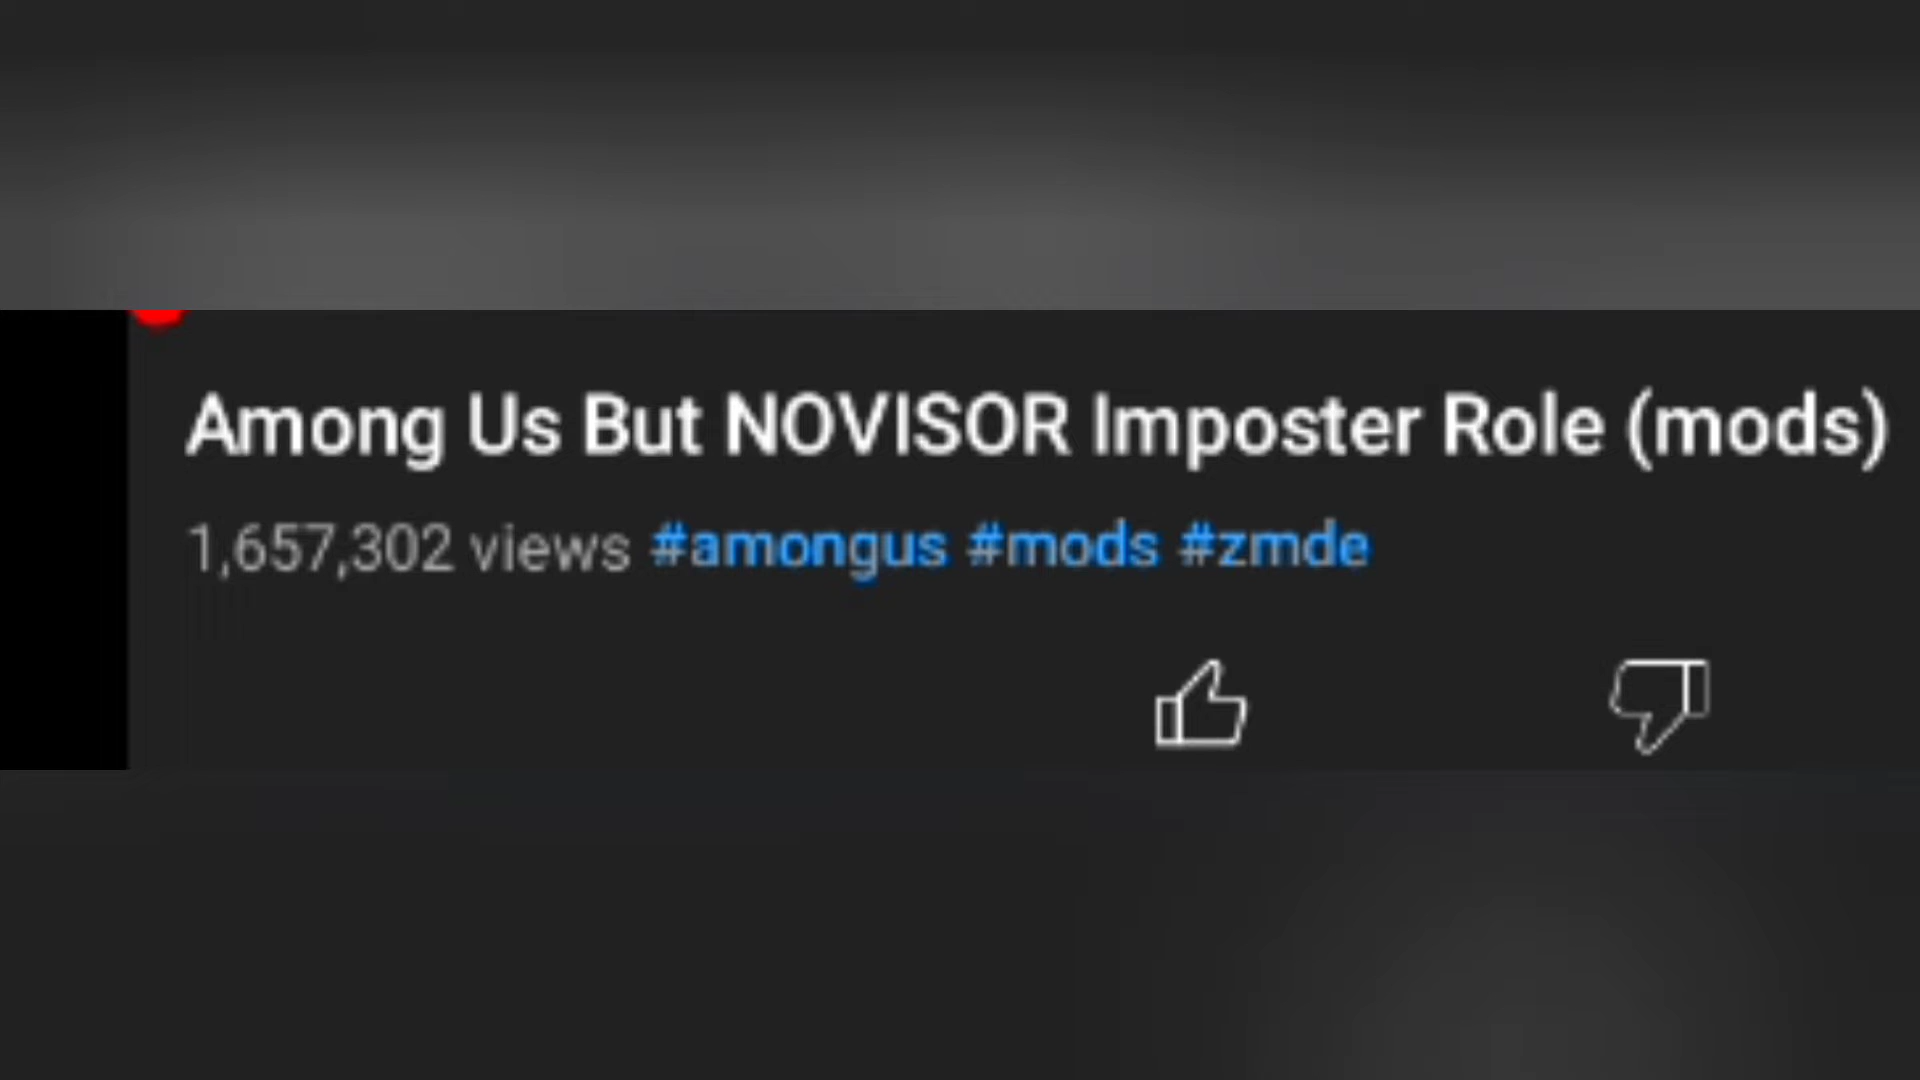 Among Us But NOVISOR Imposter Role (mods)
1,657,302 views #amongus #mods #zmde